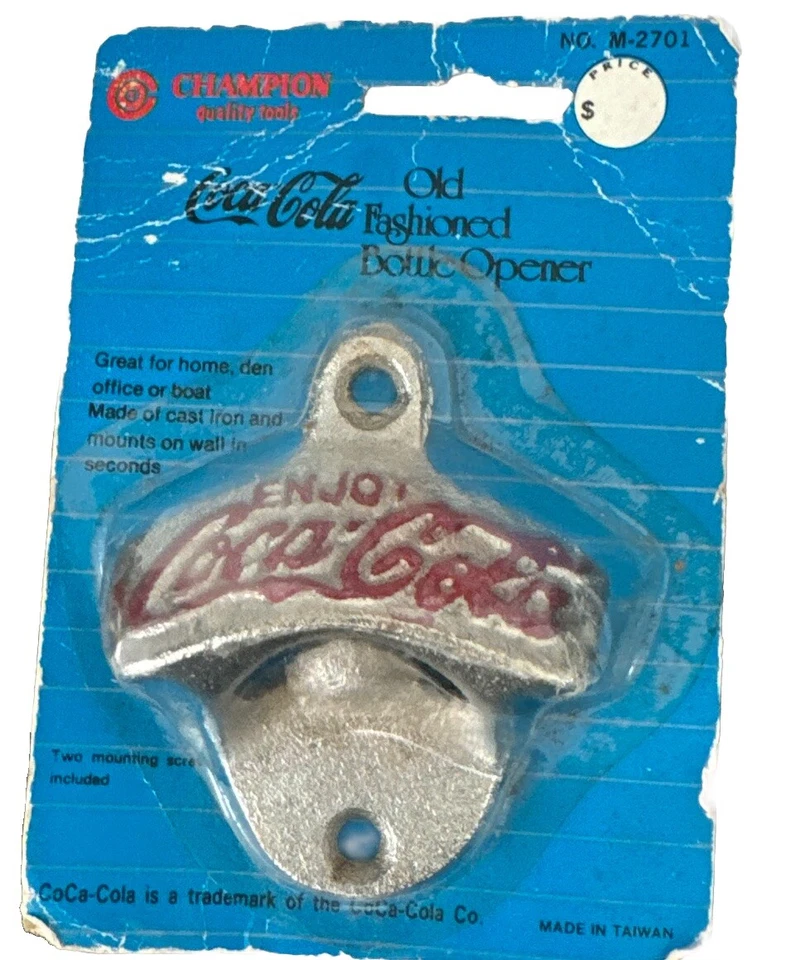 NO. M-2701
PRICE
$
CHAMPION
quality tools
Coca-Cola Old
Fashioned
Bottle Opener
Great for home, den
office or boat
Made of cast iron and
mounts on wall in
seconds
ENJOY
Coca-Cola
Two mounting
included
CoCa-Cola is a trademark of the CoCa-Cola Co.
MADE IN TAIWAN